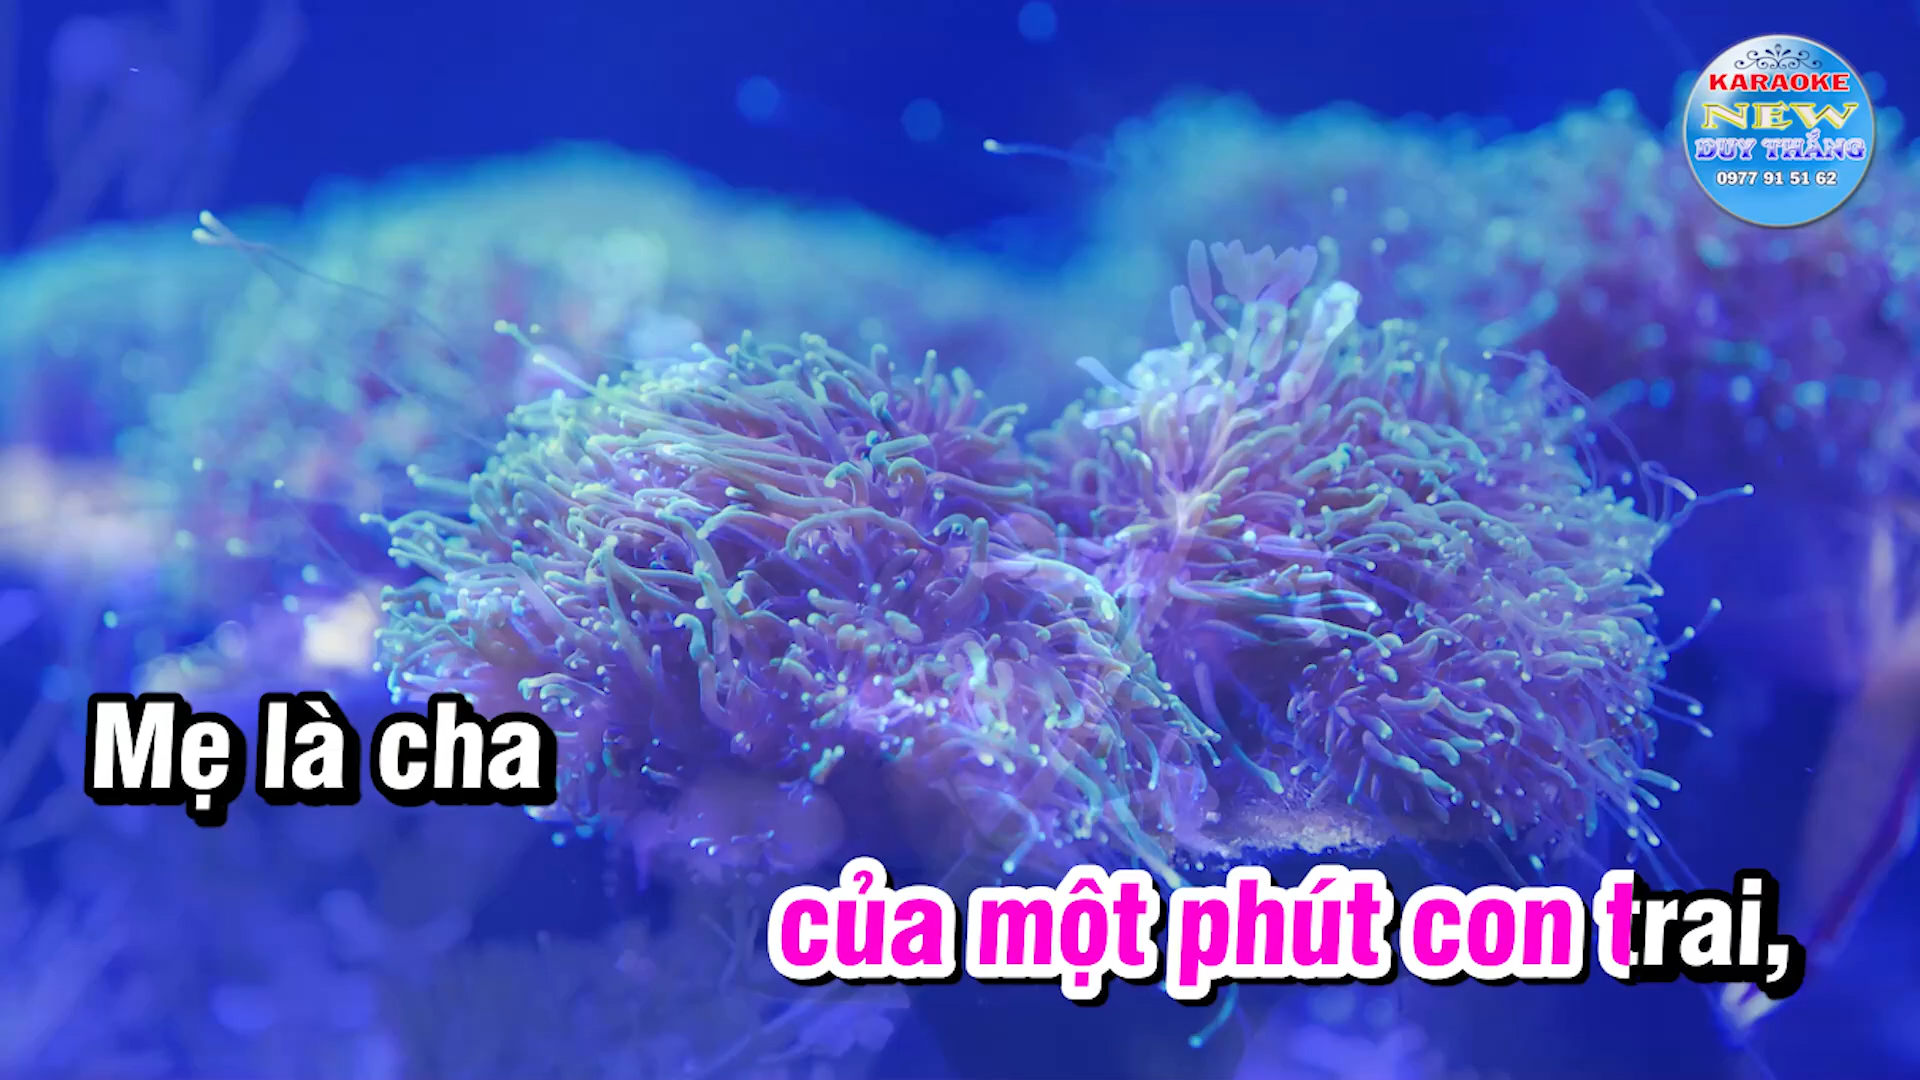 KARAOKE
NEW
DUY THẮNG
0977 91 51 62
Mẹ là cha
của một phút con trai,